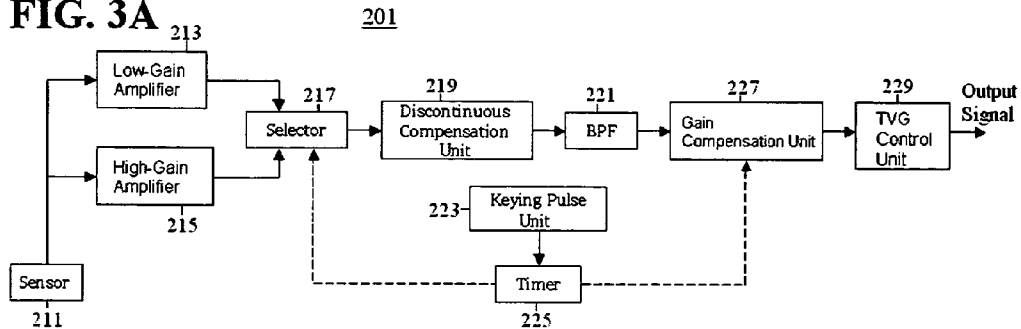 FIG. 3A
201
213
Low-Gain
Amplifier
217
Selector
219
Discontinuous
Compensation
Unit
221
BPF
227
Gain
Compensation Unit
229
TVG
Control
Unit
Output
Signal
High-Gain
Amplifier
215
223
Keying Pulse
Unit
Sensor
211
Timer
225